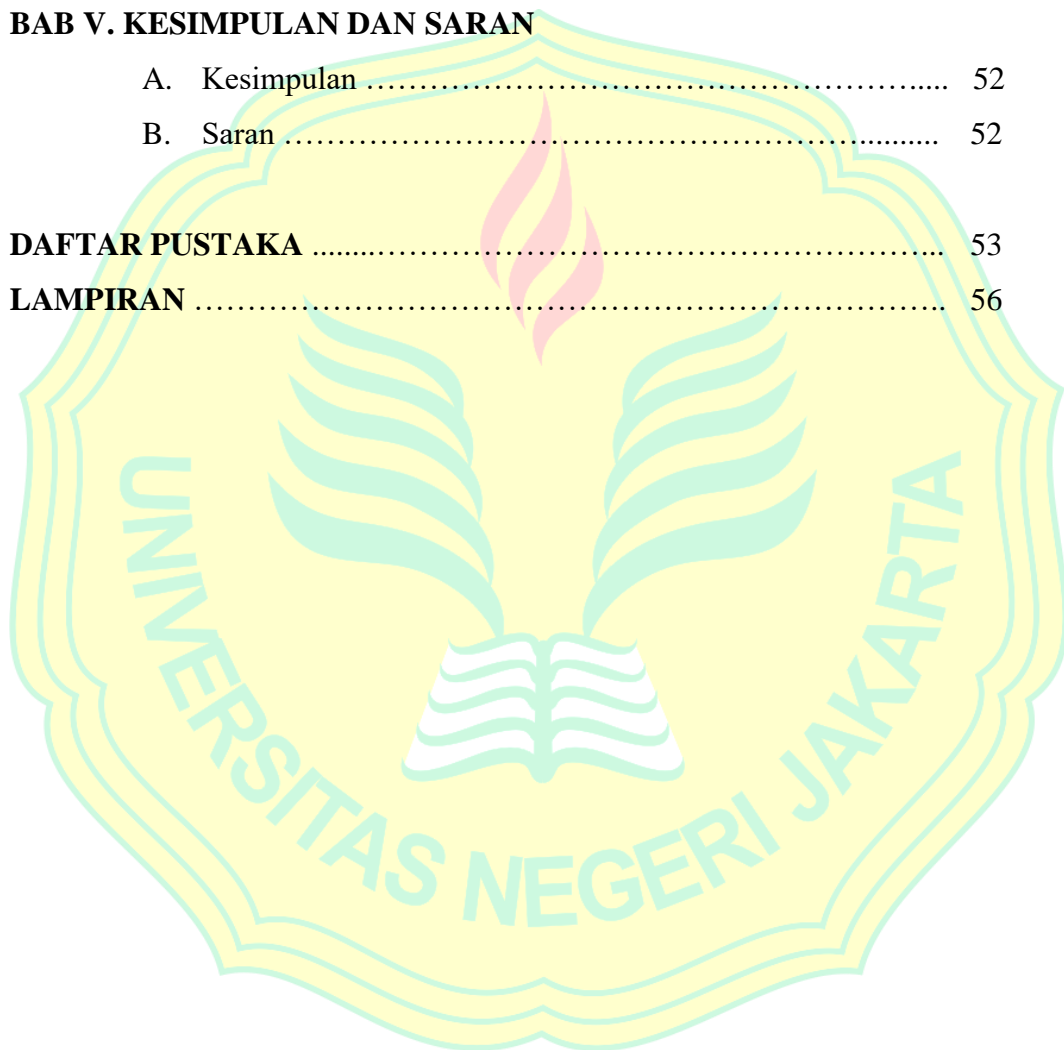 BAB V. KESIMPULAN DAN SARAN
A. Kesimpulan ……………………………………………..... 52
B. Saran ………………………………………………......... 52
DAFTAR PUSTAKA .........……………………………………………... 53
LAMPIRAN …………………………………………………………….. 56
UNIVERSITAS NEGERI JAKARTA